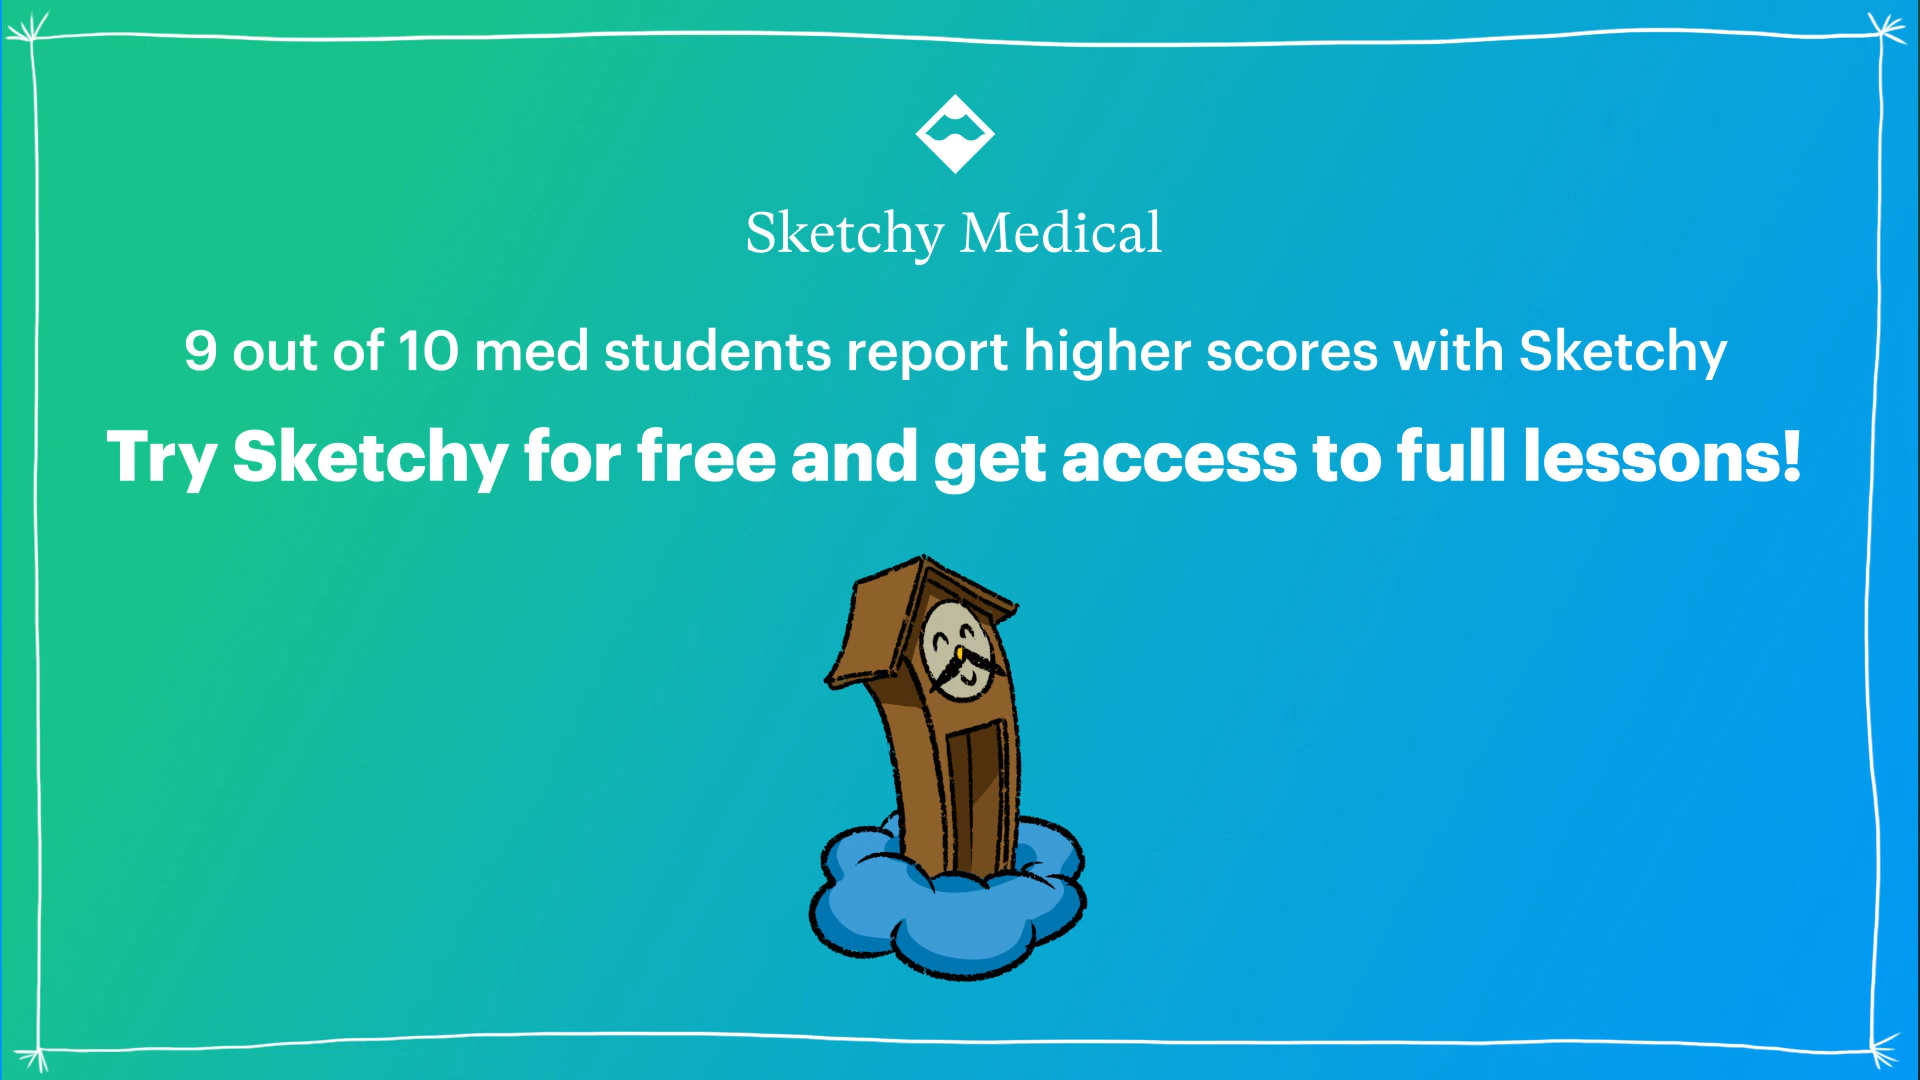 Sketchy Medical
9 out of 10 med students report higher scores with Sketchy
Try Sketchy for free and get access to full lessons!